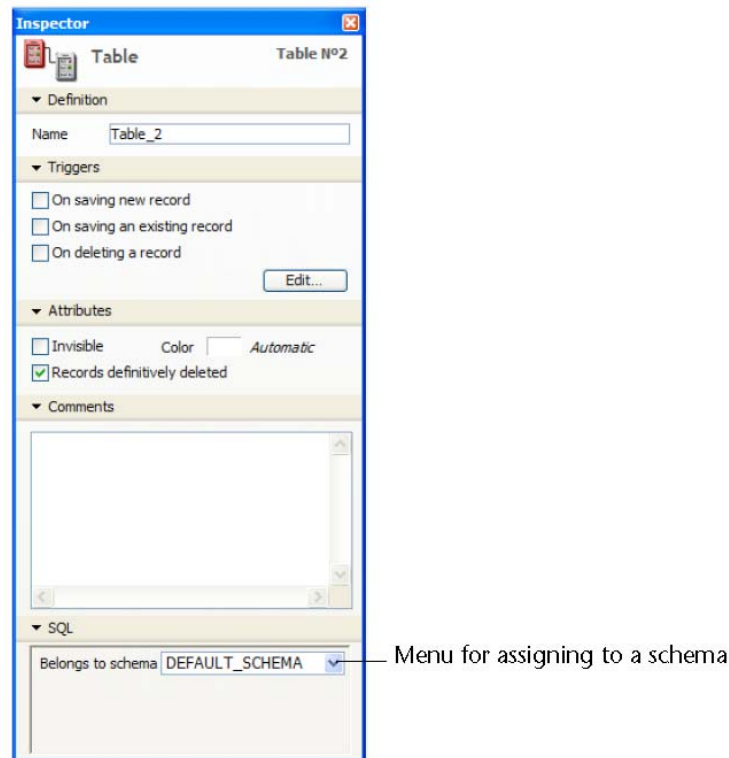 Inspector
Table Table Nº2
Definition
Name Table_2
Triggers
On saving new record
On saving an existing record
On deleting a record
Edit...
Attributes
Invisible Color Automatic
Records definitively deleted
Comments
SQL
Belongs to schema DEFAULT_SCHEMA Menu for assigning to a schema